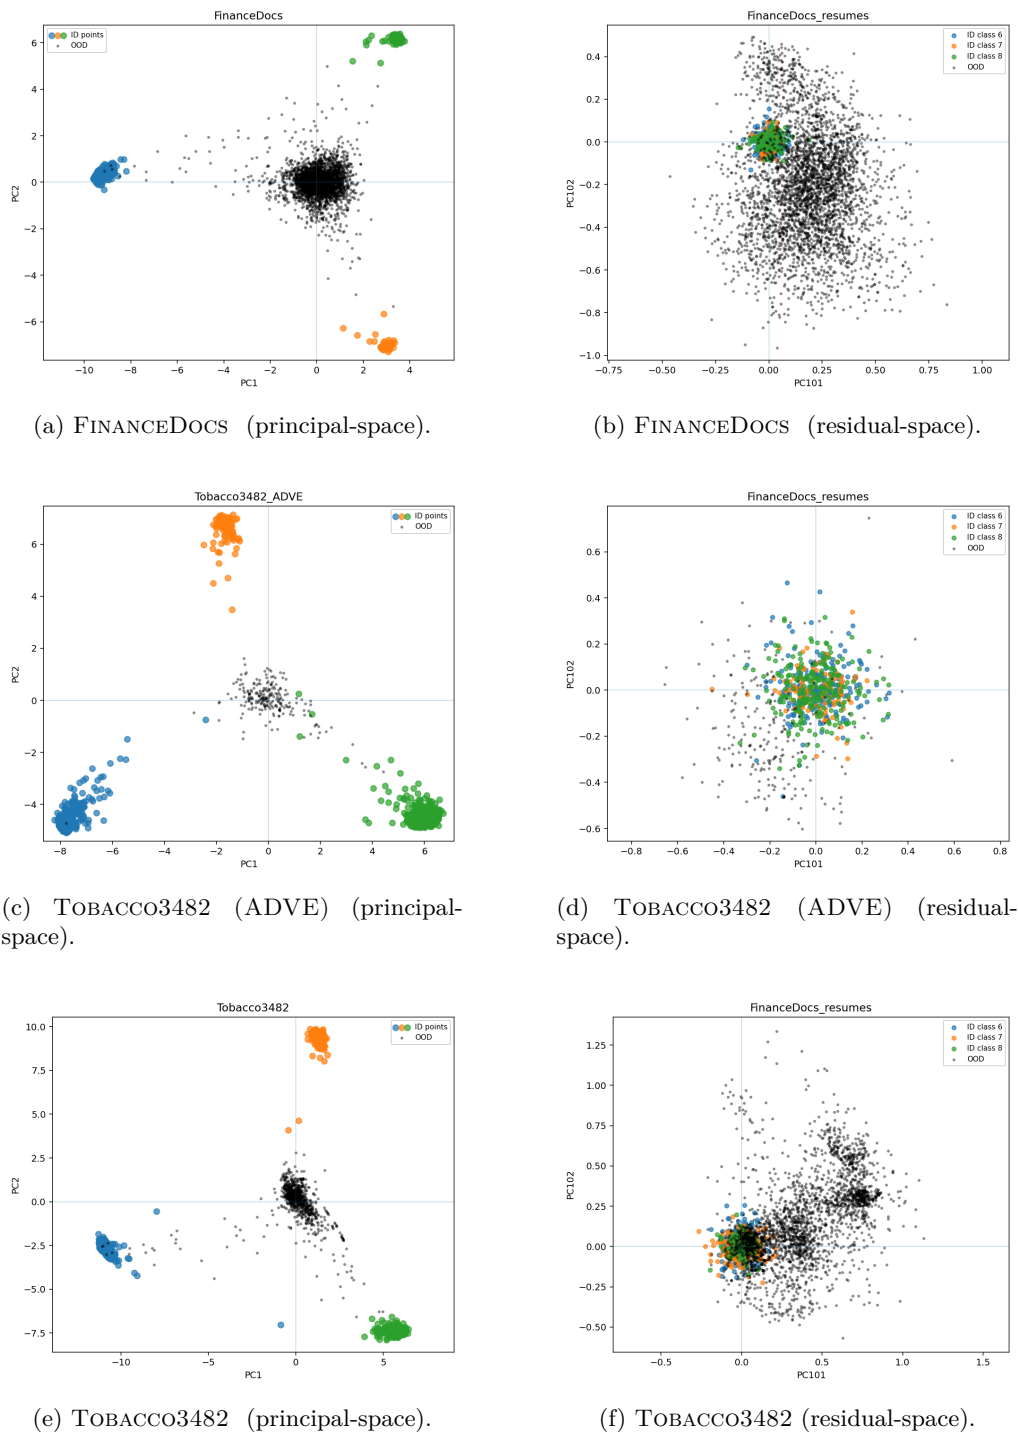 FinanceDocs
ID points
OOD
6
4
2
0
−2
−4
−6
PC2
−10 −8 −6 −4 −2 0 2 4
PC1
(a) FINANCEDOCS (principal-space).
FinanceDocs_resumes
ID class 6
ID class 7
ID class 8
OOD
0.4
0.2
0.0
−0.2
−0.4
−0.6
−0.8
−1.0
PC102
−0.75 −0.50 −0.25 0.00 0.25 0.50 0.75 1.00
PC101
(b) FINANCEDOCS (residual-space).
Tobacco3482_ADVE
ID points
OOD
6
4
2
0
−2
−4
PC2
−8 −6 −4 −2 0 2 4 6
PC1
(c) TOBACCO3482 (ADVE) (principal-
space).
FinanceDocs_resumes
ID class 6
ID class 7
ID class 8
OOD
0.6
0.4
0.2
0.0
−0.2
−0.4
−0.6
PC102
−0.8 −0.6 −0.4 −0.2 0.0 0.2 0.4 0.6 0.8
PC101
(d) TOBACCO3482 (ADVE) (residual-
space).
Tobacco3482
ID points
OOD
10.0
7.5
5.0
2.5
0.0
−2.5
−5.0
−7.5
PC2
−10 −5 0 5
PC1
(e) TOBACCO3482 (principal-space).
FinanceDocs_resumes
ID class 6
ID class 7
ID class 8
OOD
1.25
1.00
0.75
0.50
0.25
0.00
−0.25
−0.50
PC102
−0.5 0.0 0.5 1.0 1.5
PC101
(f) TOBACCO3482 (residual-space).